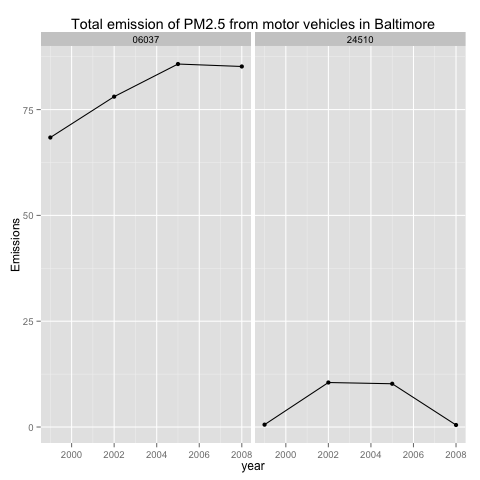 Total emission of PM2.5 from motor vehicles in Baltimore
06037 24510
75
50
25
0
Emissions
2000 2002 2004 2006 2008 2000 2002 2004 2006 2008
year